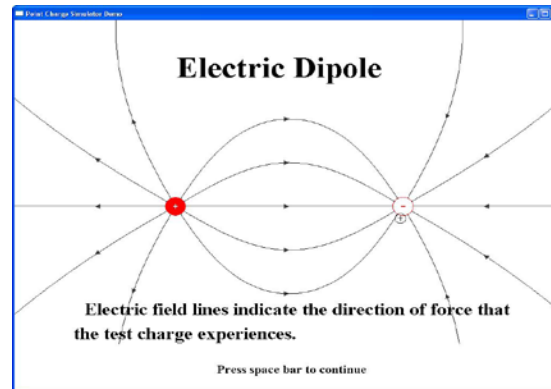 Point Charge Simulator Demo
Electric Dipole
+
-
+
Electric field lines indicate the direction of force that
the test charge experiences.
Press space bar to continue